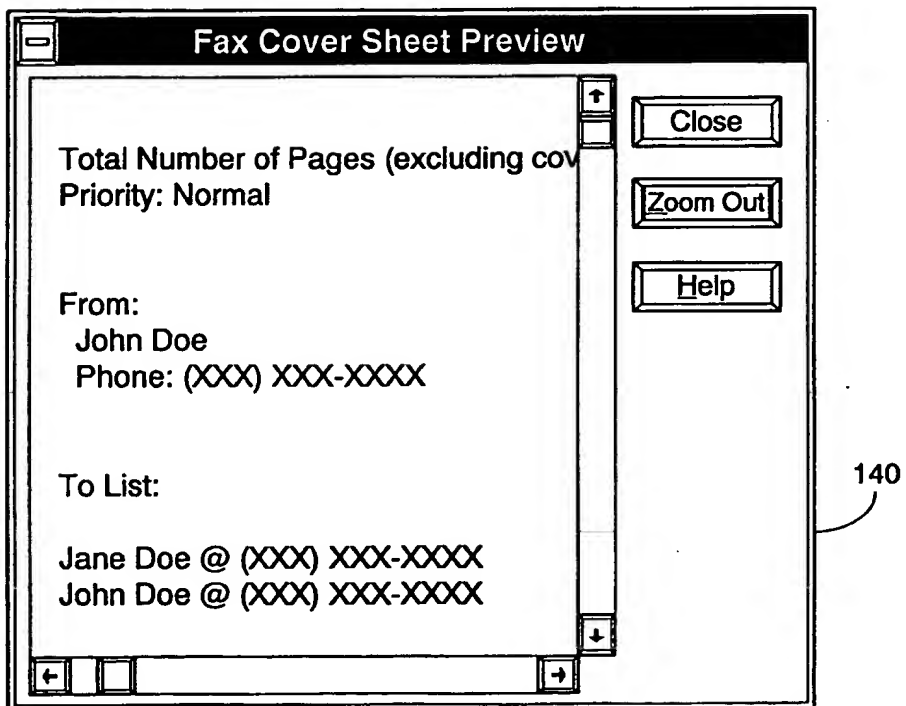 Fax Cover Sheet Preview
Total Number of Pages (excluding cov
Priority: Normal
From:
John Doe
Phone: (XXX) XXX-XXXX
To List:
Jane Doe @ (XXX) XXX-XXXX
John Doe @ (XXX) XXX-XXXX
Close
Zoom Out
Help
140